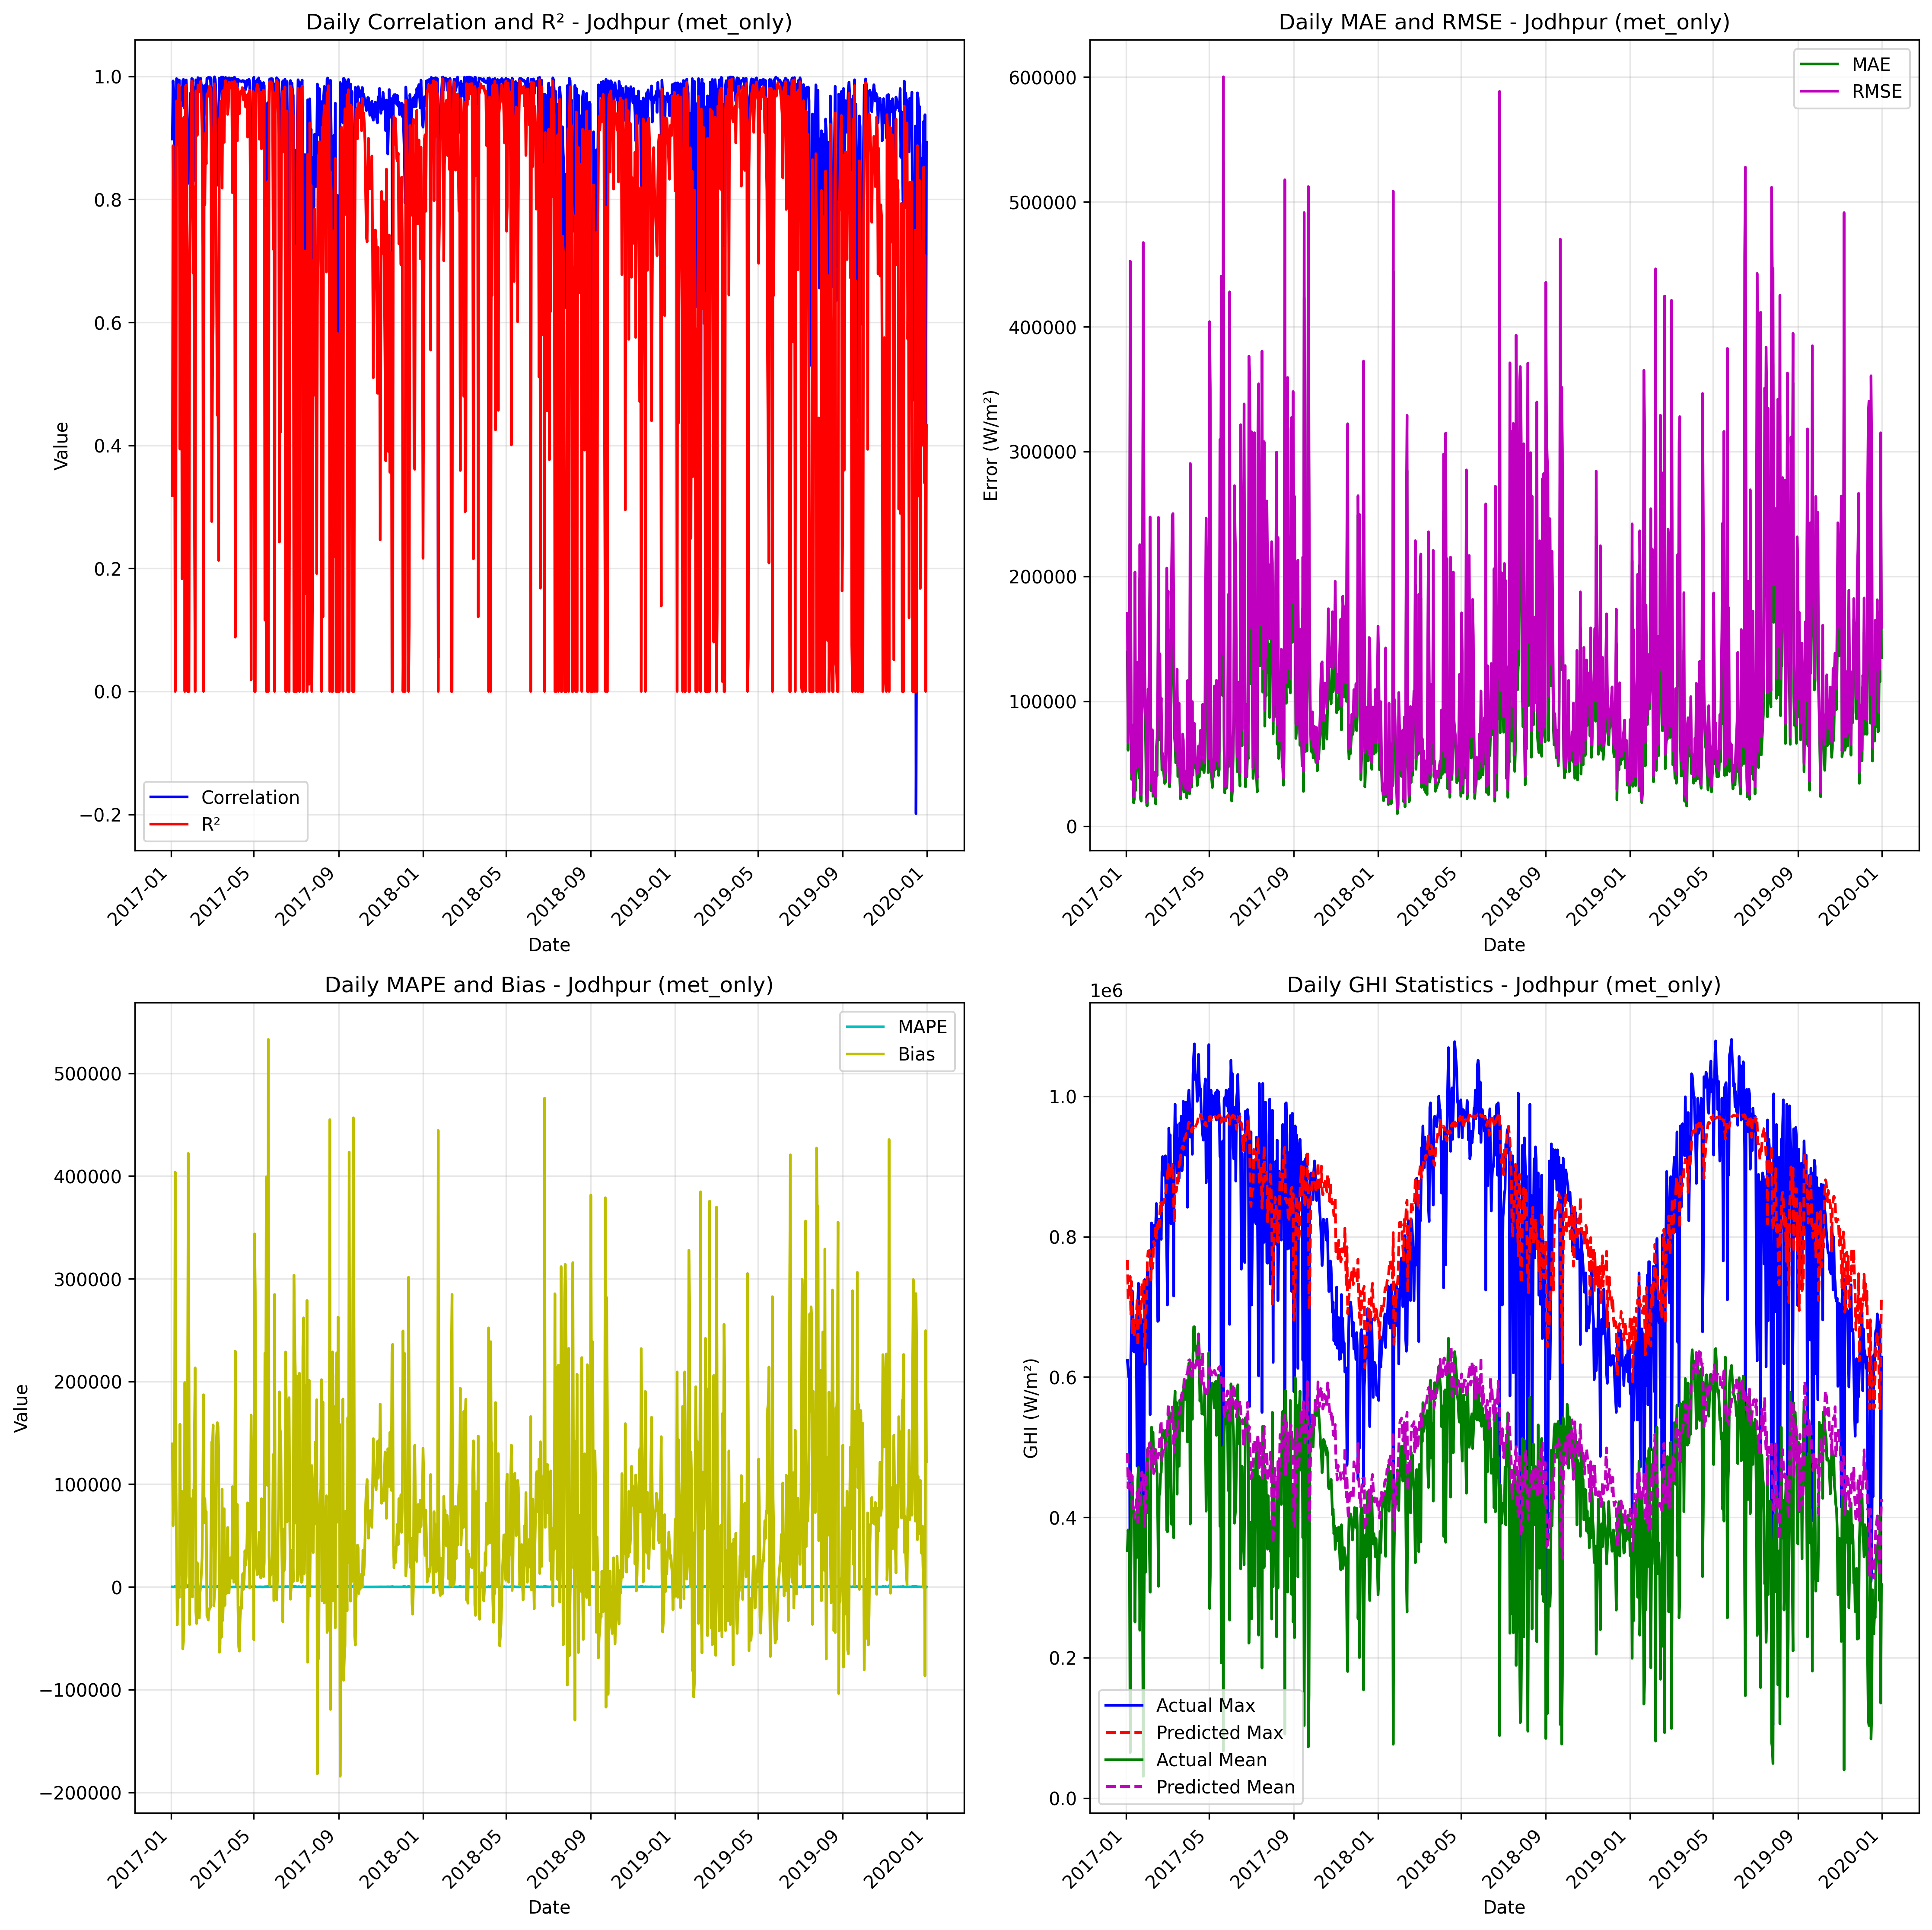 Daily Correlation and R² - Jodhpur (met_only)
1.0
0.8
0.6
0.4
0.2
0.0
−0.2
Value
Correlation
R²
2017-01
2017-05
2017-09
2018-01
2018-05
2018-09
2019-01
2019-05
2019-09
2020-01
Date
Daily MAE and RMSE - Jodhpur (met_only)
600000
500000
400000
300000
200000
100000
0
Error (W/m²)
MAE
RMSE
2017-01
2017-05
2017-09
2018-01
2018-05
2018-09
2019-01
2019-05
2019-09
2020-01
Date
Daily MAPE and Bias - Jodhpur (met_only)
500000
400000
300000
200000
100000
0
−100000
−200000
Value
MAPE
Bias
2017-01
2017-05
2017-09
2018-01
2018-05
2018-09
2019-01
2019-05
2019-09
2020-01
Date
Daily GHI Statistics - Jodhpur (met_only)
1e6
1.0
0.8
0.6
0.4
0.2
0.0
GHI (W/m²)
Actual Max
Predicted Max
Actual Mean
Predicted Mean
2017-01
2017-05
2017-09
2018-01
2018-05
2018-09
2019-01
2019-05
2019-09
2020-01
Date